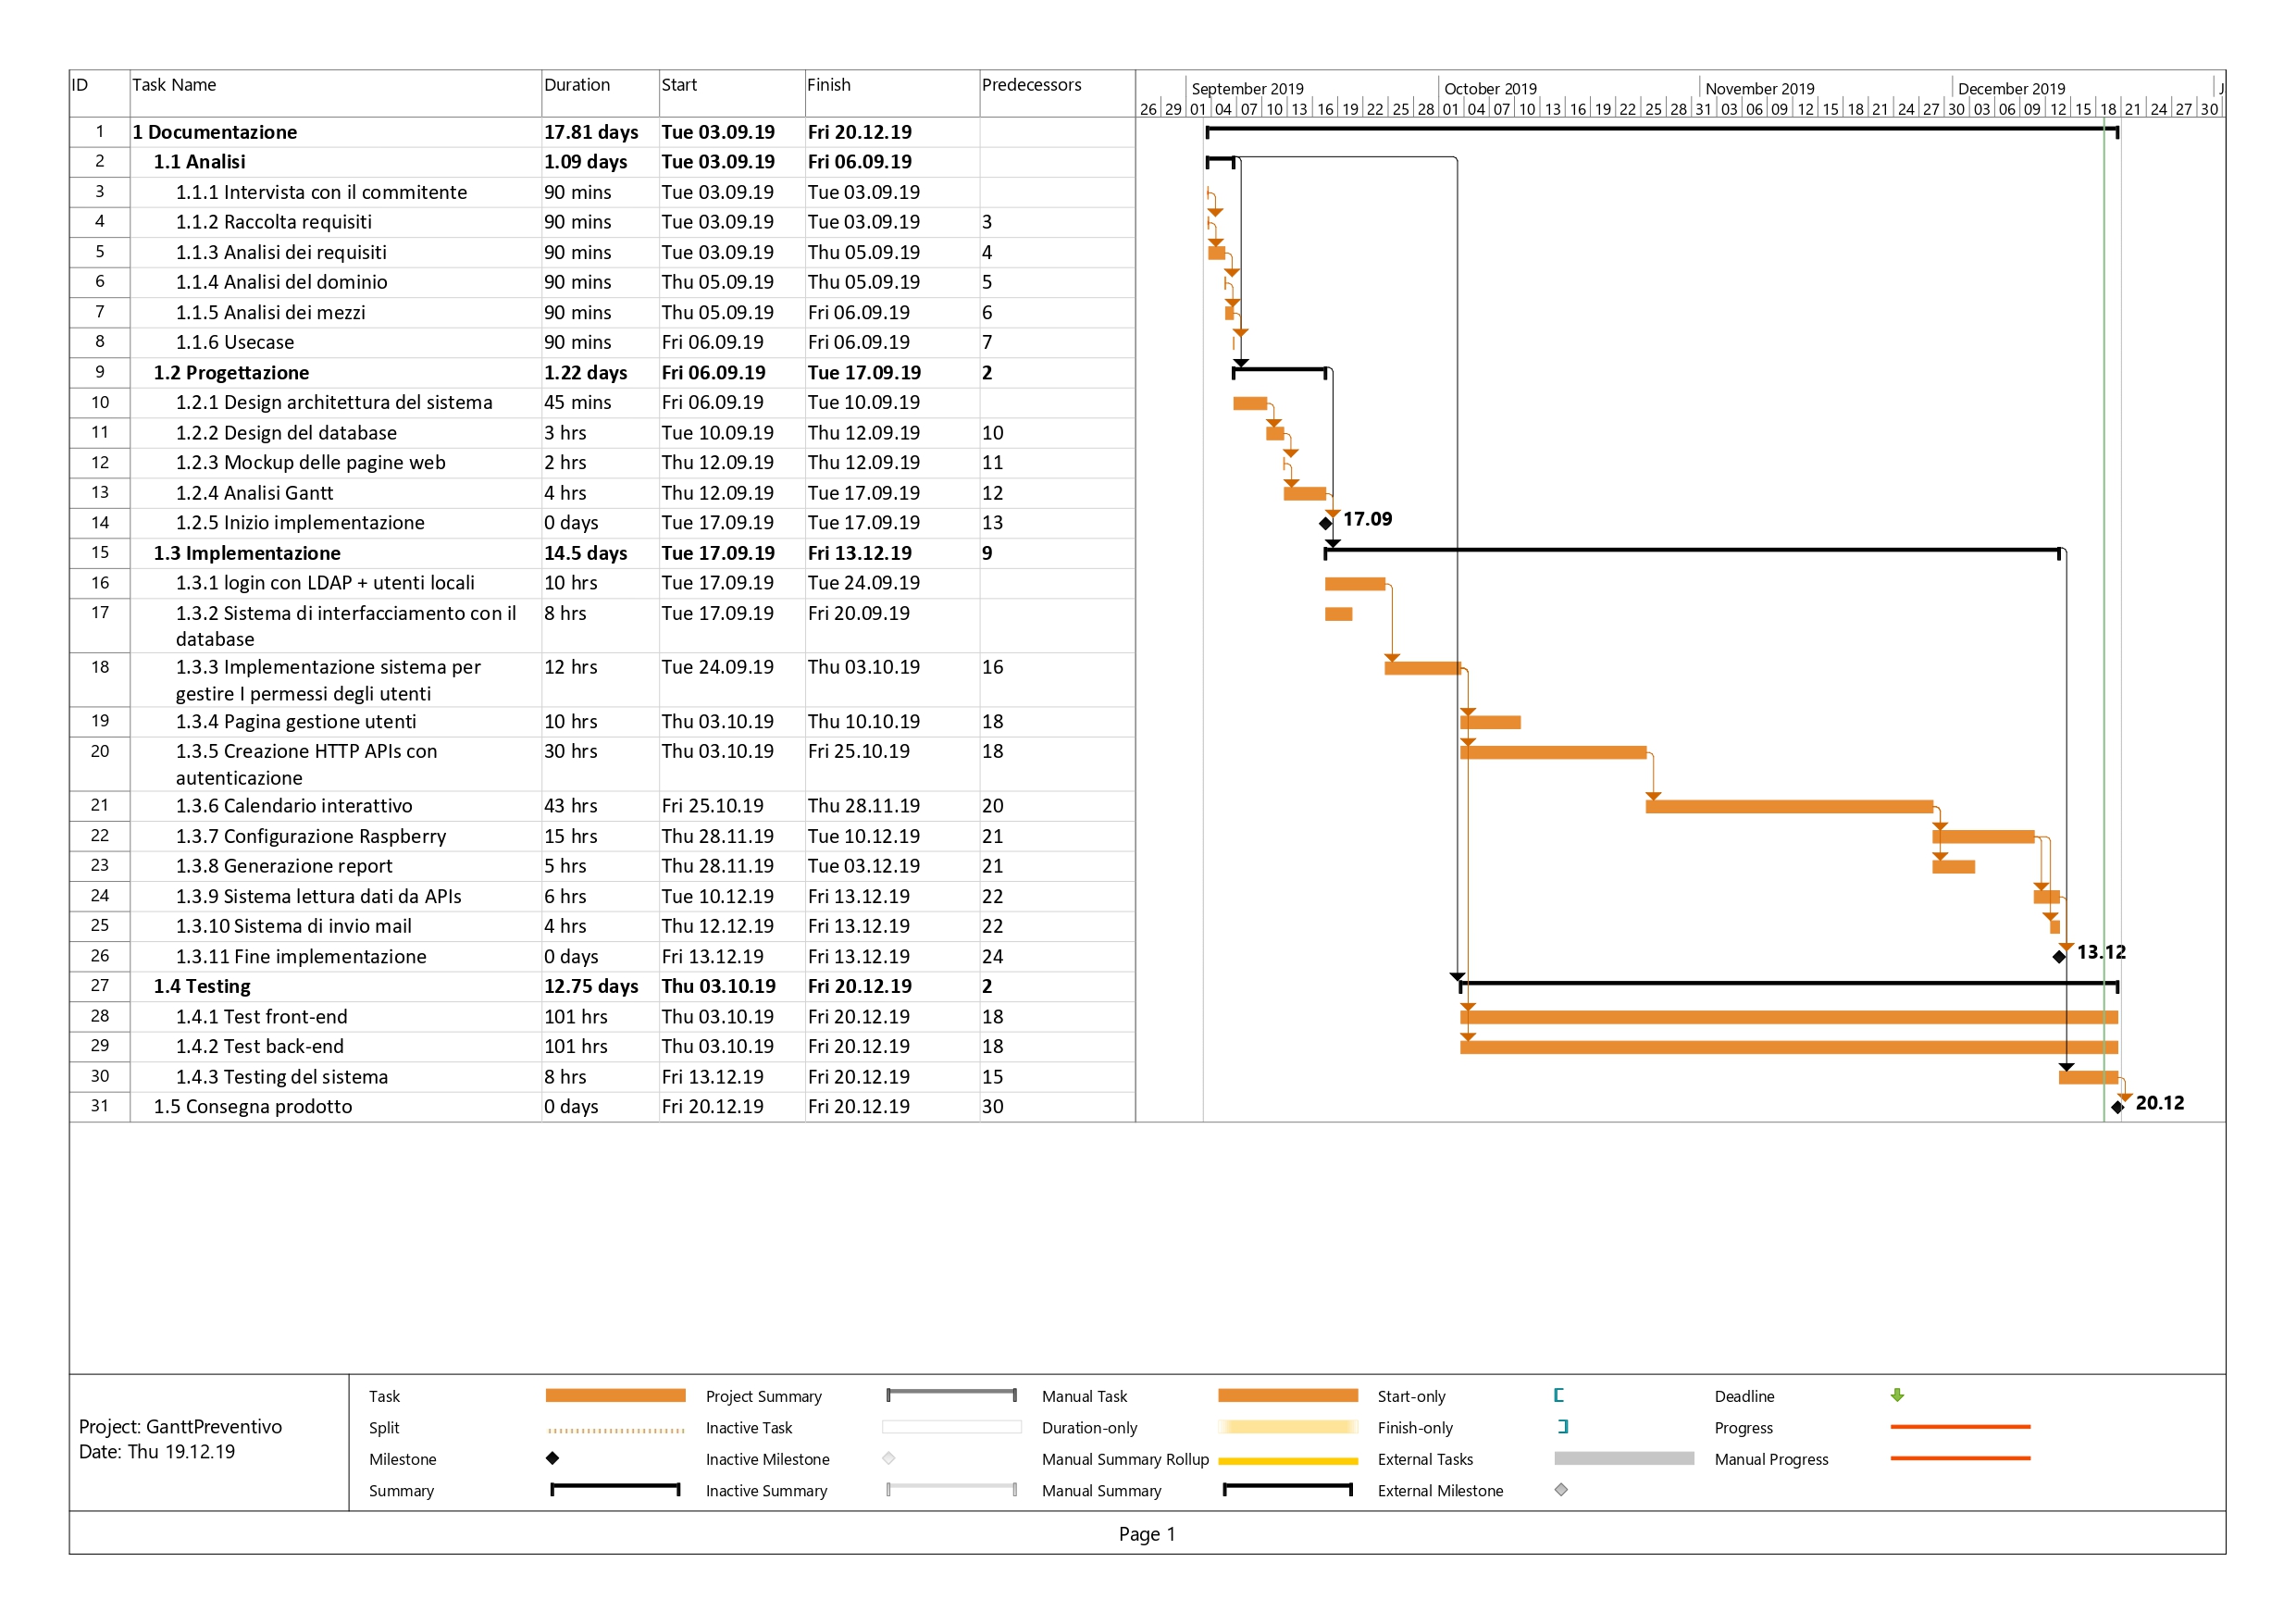 ID Task Name Duration Start Finish Predecessors
September 2019 October 2019 November 2019 December 2019 J
26 29 01 04 07 10 13 16 19 22 25 28 01 04 07 10 13 16 19 22 25 28 31 03 06 09 12 15 18 21 24 27 30 03 06 09 12 15 18 21 24 27 30
1 1 Documentazione 17.81 days Tue 03.09.19 Fri 20.12.19
2 1.1 Analisi 1.09 days Tue 03.09.19 Fri 06.09.19
3 1.1.1 Intervista con il commitente 90 mins Tue 03.09.19 Tue 03.09.19
4 1.1.2 Raccolta requisiti 90 mins Tue 03.09.19 Tue 03.09.19 3
5 1.1.3 Analisi dei requisiti 90 mins Tue 03.09.19 Thu 05.09.19 4
6 1.1.4 Analisi del dominio 90 mins Thu 05.09.19 Thu 05.09.19 5
7 1.1.5 Analisi dei mezzi 90 mins Thu 05.09.19 Fri 06.09.19 6
8 1.1.6 Usecase 90 mins Fri 06.09.19 Fri 06.09.19 7
9 1.2 Progettazione 1.22 days Fri 06.09.19 Tue 17.09.19 2
10 1.2.1 Design architettura del sistema 45 mins Fri 06.09.19 Tue 10.09.19
11 1.2.2 Design del database 3 hrs Tue 10.09.19 Thu 12.09.19 10
12 1.2.3 Mockup delle pagine web 2 hrs Thu 12.09.19 Thu 12.09.19 11
13 1.2.4 Analisi Gantt 4 hrs Thu 12.09.19 Tue 17.09.19 12
14 1.2.5 Inizio implementazione 0 days Tue 17.09.19 Tue 17.09.19 13 17.09
15 1.3 Implementazione 14.5 days Tue 17.09.19 Fri 13.12.19 9
16 1.3.1 login con LDAP + utenti locali 10 hrs Tue 17.09.19 Tue 24.09.19
17 1.3.2 Sistema di interfacciamento con il 8 hrs Tue 17.09.19 Fri 20.09.19
database
18 1.3.3 Implementazione sistema per 12 hrs Tue 24.09.19 Thu 03.10.19 16
gestire I permessi degli utenti
19 1.3.4 Pagina gestione utenti 10 hrs Thu 03.10.19 Thu 10.10.19 18
20 1.3.5 Creazione HTTP APIs con 30 hrs Thu 03.10.19 Fri 25.10.19 18
autenticazione
21 1.3.6 Calendario interattivo 43 hrs Fri 25.10.19 Thu 28.11.19 20
22 1.3.7 Configurazione Raspberry 15 hrs Thu 28.11.19 Tue 10.12.19 21
23 1.3.8 Generazione report 5 hrs Thu 28.11.19 Tue 03.12.19 21
24 1.3.9 Sistema lettura dati da APIs 6 hrs Tue 10.12.19 Fri 13.12.19 22
25 1.3.10 Sistema di invio mail 4 hrs Thu 12.12.19 Fri 13.12.19 22
26 1.3.11 Fine implementazione 0 days Fri 13.12.19 Fri 13.12.19 24 13.12
27 1.4 Testing 12.75 days Thu 03.10.19 Fri 20.12.19 2
28 1.4.1 Test front-end 101 hrs Thu 03.10.19 Fri 20.12.19 18
29 1.4.2 Test back-end 101 hrs Thu 03.10.19 Fri 20.12.19 18
30 1.4.3 Testing del sistema 8 hrs Fri 13.12.19 Fri 20.12.19 15
31 1.5 Consegna prodotto 0 days Fri 20.12.19 Fri 20.12.19 30 20.12
Project: GanttPreventivo
Date: Thu 19.12.19
Task Project Summary Manual Task Start-only Deadline
Split Inactive Task Duration-only Finish-only Progress
Milestone Inactive Milestone Manual Summary Rollup External Tasks Manual Progress
Summary Inactive Summary Manual Summary External Milestone
Page 1